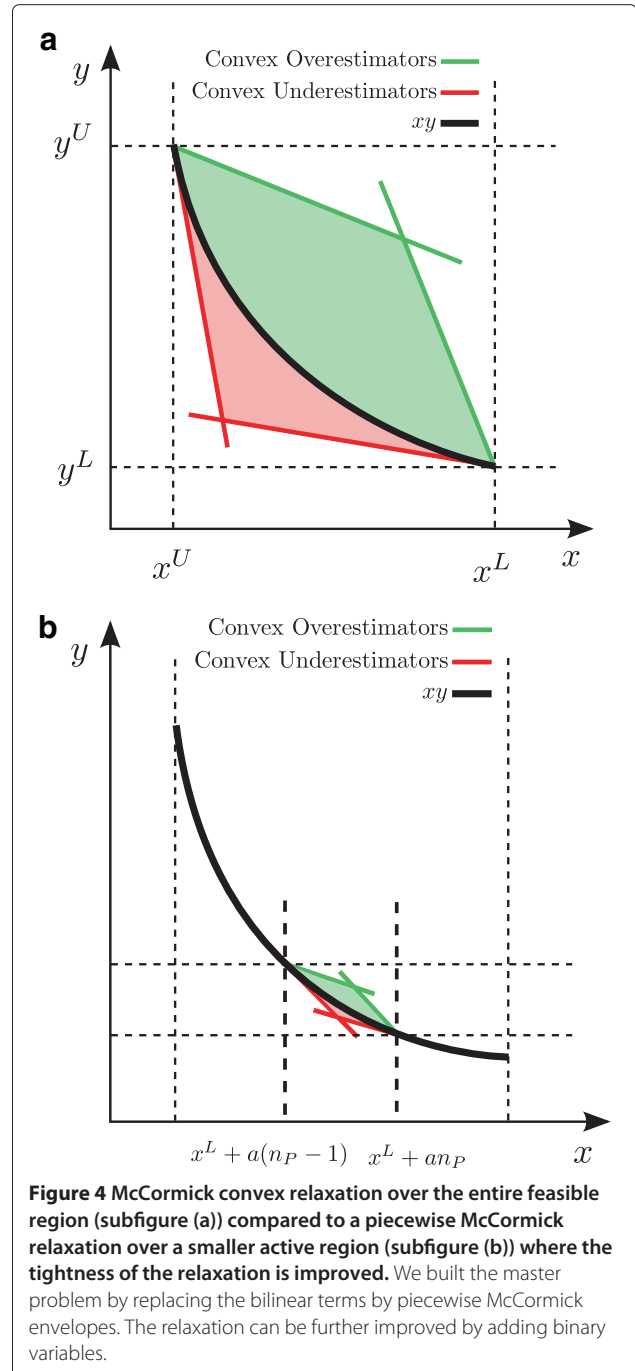 a
Convex Overestimators
y
Convex Underestimators
xy
y^U
y^L
x^U
x^L
x
b
Convex Overestimators
y
Convex Underestimators
xy
x^L + a(n_P − 1)
x^L + an_P
x
Figure 4 McCormick convex relaxation over the entire feasible
region (subfigure (a)) compared to a piecewise McCormick
relaxation over a smaller active region (subfigure (b)) where the
tightness of the relaxation is improved. We built the master
problem by replacing the bilinear terms by piecewise McCormick
envelopes. The relaxation can be further improved by adding binary
variables.